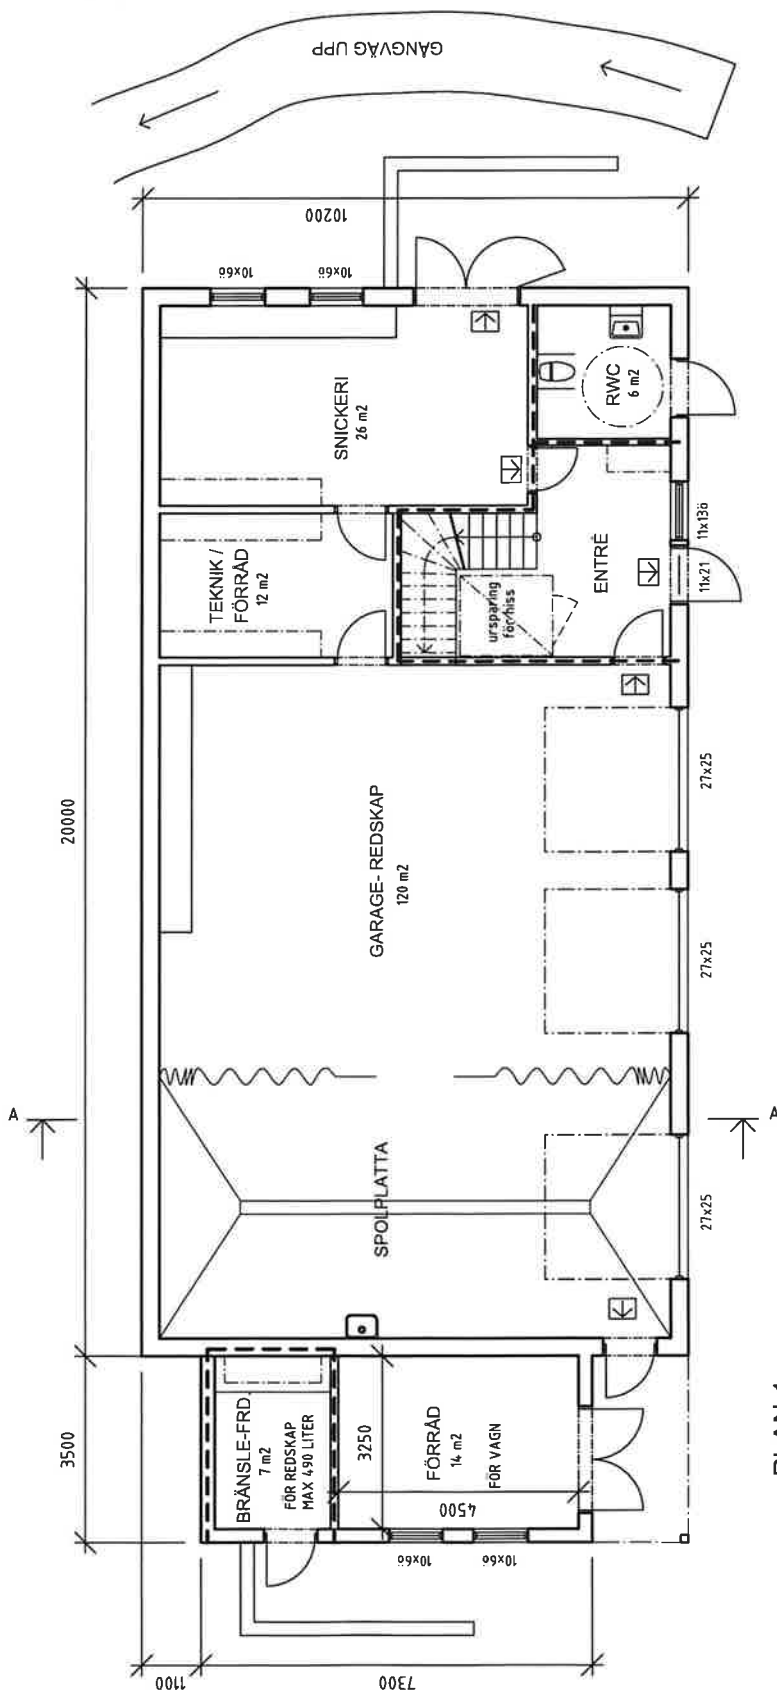 GÅNGVÄG UPP
10200
10x6ö
10x6ö
SNICKERI
26 m2
RWC
6 m2
TEKNIK /
FÖRRÅD
12 m2
ursparing
för hiss
ENTRÉ
11x13ö
11x21
20000
GARAGE- REDSKAP
120 m2
27x25
27x25
27x25
A
A
SPOLPLATTA
3500
BRÄNSLE-FRD.
7 m2
FÖR REDSKAP
MAX 490 LITER
3250
FÖRRÅD
14 m2
FÖR VAGN
4500
10x6ö
10x6ö
1100
7300